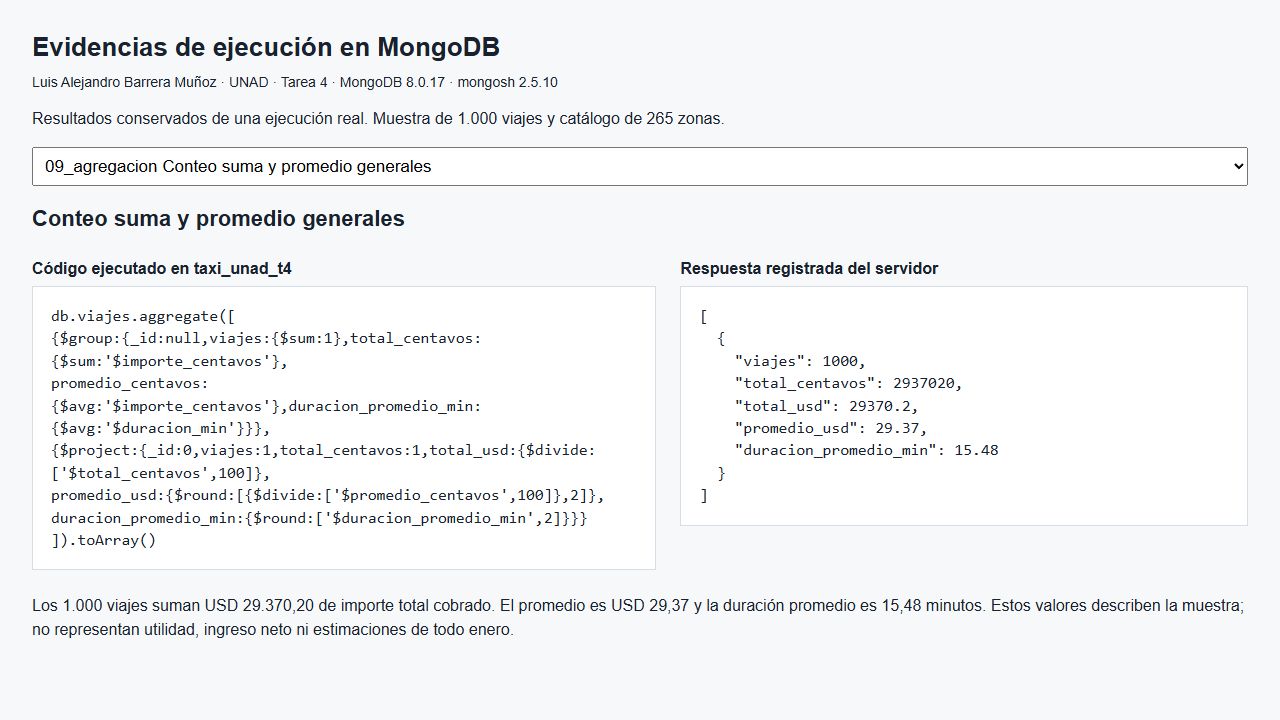 Evidencias de ejecución en MongoDB
Luis Alejandro Barrera Muñoz · UNAD · Tarea 4 · MongoDB 8.0.17 · mongosh 2.5.10
Resultados conservados de una ejecución real. Muestra de 1.000 viajes y catálogo de 265 zonas.
09_agregacion Conteo suma y promedio generales
Conteo suma y promedio generales
Código ejecutado en taxi_unad_t4
db.viajes.aggregate([
{$group:{_id:null,viajes:{$sum:1},total_centavos:
{$sum:'$importe_centavos'},
promedio_centavos:
{$avg:'$importe_centavos'},duracion_promedio_min:
{$avg:'$duracion_min'}}},
{$project:{_id:0,viajes:1,total_centavos:1,total_usd:{$divide:
['$total_centavos',100]},
promedio_usd:{$round:[{$divide:['$promedio_centavos',100]},2]},
duracion_promedio_min:{$round:['$duracion_promedio_min',2]}}}
]).toArray()
Respuesta registrada del servidor
[
  {
    "viajes": 1000,
    "total_centavos": 2937020,
    "total_usd": 29370.2,
    "promedio_usd": 29.37,
    "duracion_promedio_min": 15.48
  }
]
Los 1.000 viajes suman USD 29.370,20 de importe total cobrado. El promedio es USD 29,37 y la duración promedio es 15,48 minutos. Estos valores describen la muestra;
no representan utilidad, ingreso neto ni estimaciones de todo enero.